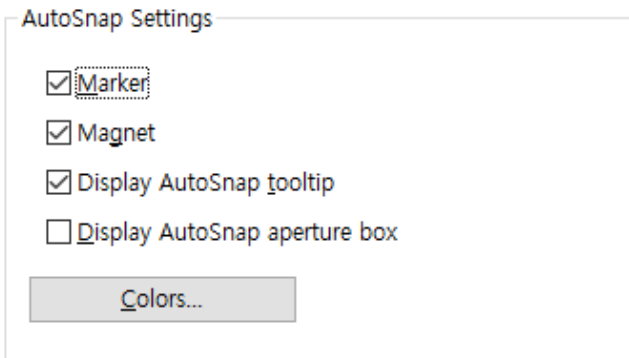 AutoSnap Settings
Marker
Magnet
Display AutoSnap tooltip
Display AutoSnap aperture box
Colors...